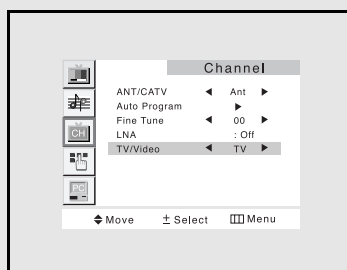 Channel
ANT/CATV ◀ Ant ▶
Auto Program ▶
Fine Tune ◀ 00 ▶
LNA : Off
TV/Video ◀ TV ▶
CH
PC
Move ± Select Menu